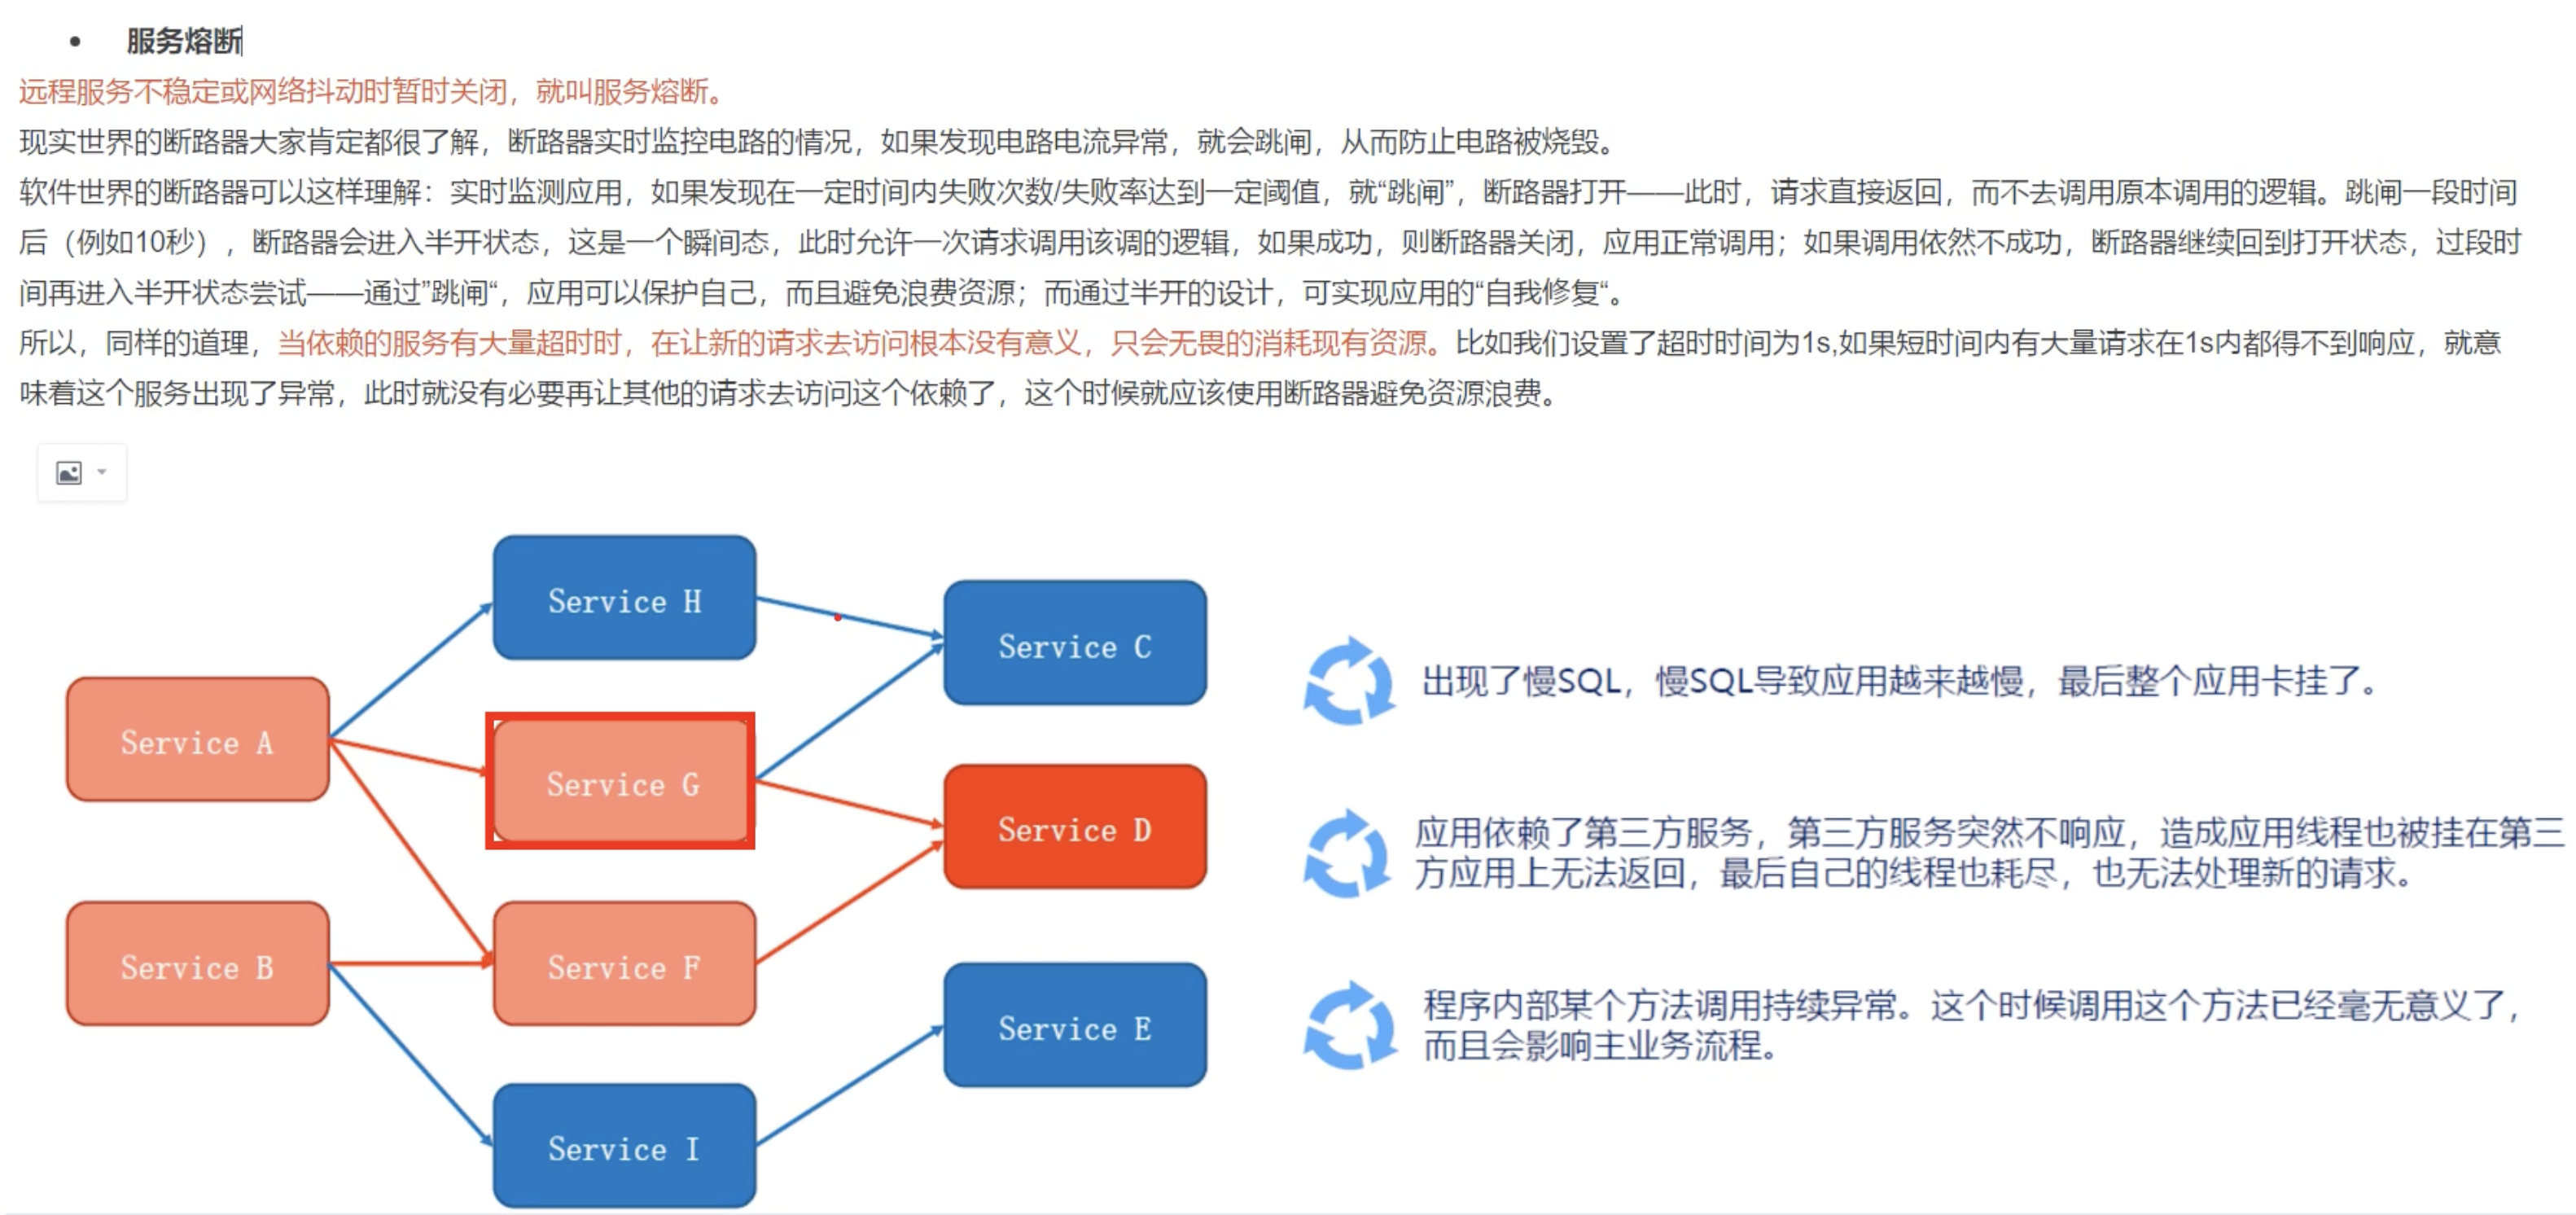 • 服务熔断
远程服务不稳定或网络抖动时暂时关闭，就叫服务熔断。
现实世界的断路器大家肯定都很了解，断路器实时监控电路的情况，如果发现电路电流异常，就会跳闸，从而防止电路被烧毁。
软件世界的断路器可以这样理解：实时监测应用，如果发现在一定时间内失败次数/失败率达到一定阈值，就“跳闸”，断路器打开——此时，请求直接返回，而不去调用原本调用的逻辑。跳闸一段时间
后（例如10秒），断路器会进入半开状态，这是一个瞬间态，此时允许一次请求调用该调的逻辑，如果成功，则断路器关闭，应用正常调用；如果调用依然不成功，断路器继续回到打开状态，过段时
间再进入半开状态尝试——通过”跳闸“，应用可以保护自己，而且避免浪费资源；而通过半开的设计，可实现应用的“自我修复“。
所以，同样的道理，当依赖的服务有大量超时时，在让新的请求去访问根本没有意义，只会无畏的消耗现有资源。比如我们设置了超时时间为1s,如果短时间内有大量请求在1s内都得不到响应，就意
味着这个服务出现了异常，此时就没有必要再让其他的请求去访问这个依赖了，这个时候就应该使用断路器避免资源浪费。
Service H
Service C
Service A
Service G
Service D
Service B
Service F
Service E
Service I
出现了慢SQL，慢SQL导致应用越来越慢，最后整个应用卡挂了。
应用依赖了第三方服务，第三方服务突然不响应，造成应用线程也被挂在第三
方应用上无法返回，最后自己的线程也耗尽，也无法处理新的请求。
程序内部某个方法调用持续异常。这个时候调用这个方法已经毫无意义了，
而且会影响主业务流程。